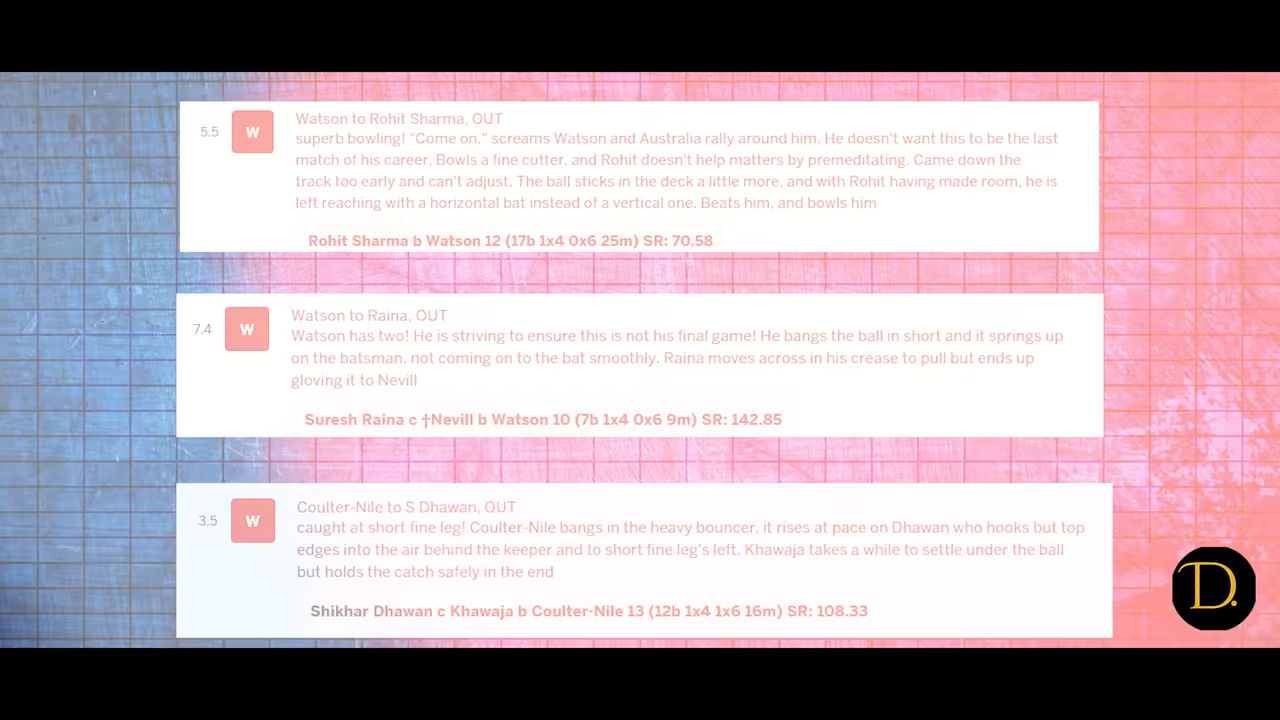 5.5
W
Watson to Rohit Sharma, OUT
superb bowling! “Come on,” screams Watson and Australia rally around him. He doesn't want this to be the last
match of his career. Bowls a fine cutter, and Rohit doesn't help matters by premeditating. Came down the
track too early and can't adjust. The ball sticks in the deck a little more, and with Rohit having made room, he is
left reaching with a horizontal bat instead of a vertical one. Beats him, and bowls him
Rohit Sharma b Watson 12 (17b 1x4 0x6 25m) SR: 70.58
7.4
W
Watson to Raina, OUT
Watson has two! He is striving to ensure this is not his final game! He bangs the ball in short and it springs up
on the batsman, not coming on to the bat smoothly. Raina moves across in his crease to pull but ends up
gloving it to Nevill
Suresh Raina c †Nevill b Watson 10 (7b 1x4 0x6 9m) SR: 142.85
3.5
W
Coulter-Nile to S Dhawan, OUT
caught at short fine leg! Coulter-Nile bangs in the heavy bouncer, it rises at pace on Dhawan who hooks but top
edges into the air behind the keeper and to short fine leg's left. Khawaja takes a while to settle under the ball
but holds the catch safely in the end
Shikhar Dhawan c Khawaja b Coulter-Nile 13 (12b 1x4 1x6 16m) SR: 108.33
D.